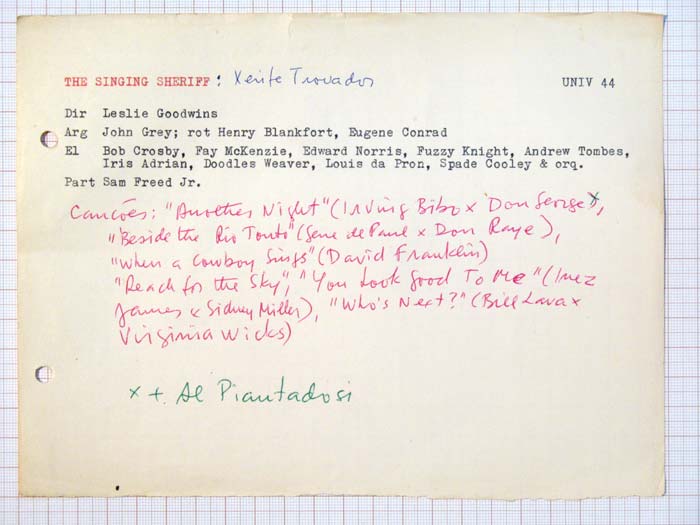 THE SINGING SHERIFF: Xerife Trovador UNIV 44
Dir Leslie Goodwins
Arg John Grey; rot Henry Blankfort, Eugene Conrad
El Bob Crosby, Fay McKenzie, Edward Norris, Fuzzy Knight, Andrew Tombes,
Iris Adrian, Doodles Weaver, Louis da Pron, Spade Cooley & orq.
Part Sam Freed Jr.
Canções: "Another Night" (Irving Bibo x Don George x),
"Beside the Rio Tonto" (Gene de Paul x Don Raye),
"When a Cowboy Sings" (David Franklin)
"Reach for the Sky", "You Look Good To Me" (Inez
James x Sidney Miller), "Who's Next?" (Bill Lava x
Virginia Wicks)
x + Al Piantadosi